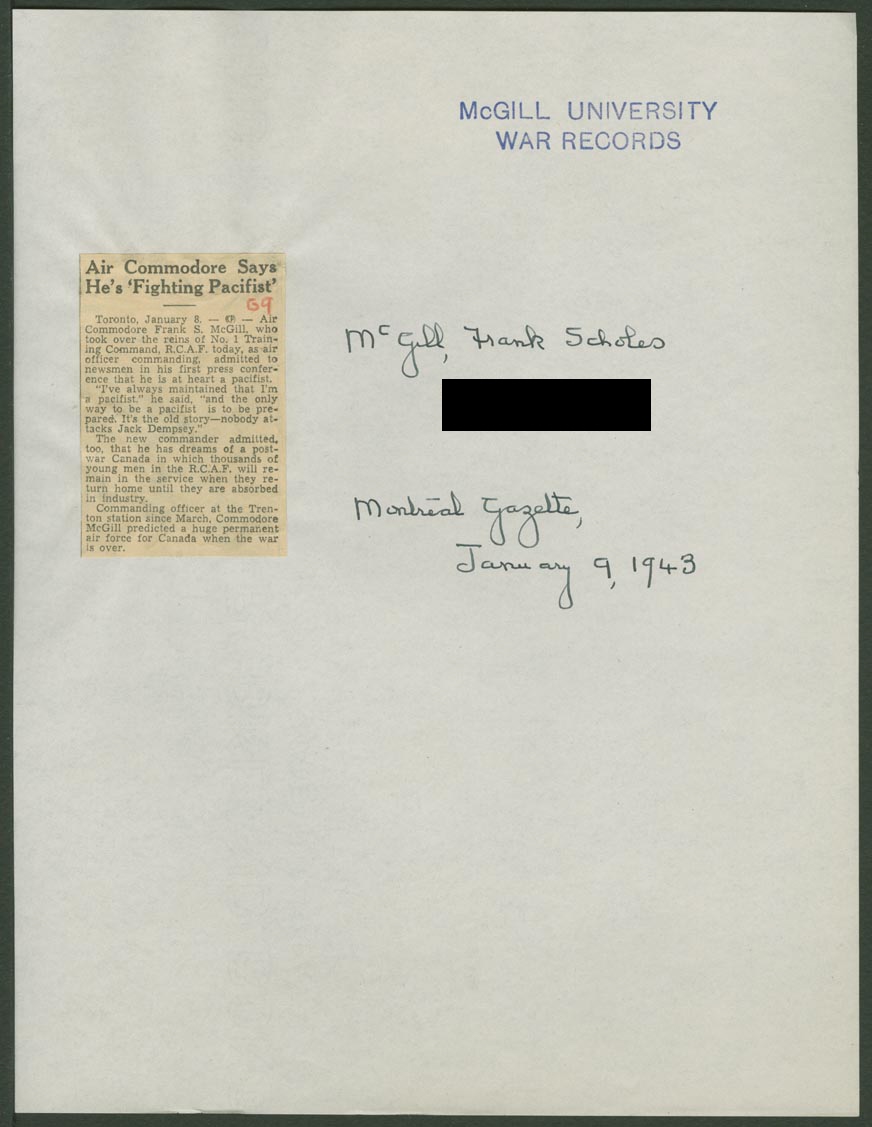 McGILL UNIVERSITY
WAR RECORDS
Air Commodore Says
He's 'Fighting Pacifist'
G9
Toronto, January 8. — CP — Air
Commodore Frank S. McGill, who
took over the reins of No. 1 Train-
ing Command, R.C.A.F. today, as air
officer commanding, admitted to
newsmen in his first press confer-
ence that he is at heart a pacifist.
"I've always maintained that I'm
a pacifist," he said, "and the only
way to be a pacifist is to be pre-
pared. It's the old story—nobody at-
tacks Jack Dempsey."
The new commander admitted,
too, that he has dreams of a post-
war Canada in which thousands of
young men in the R.C.A.F. will re-
main in the service when they re-
turn home until they are absorbed
in industry.
Commanding officer at the Tren-
ton station since March, Commodore
McGill predicted a huge permanent
air force for Canada when the war
is over.
McGill, Frank Scholes
Montréal Gazette,
January 9, 1943